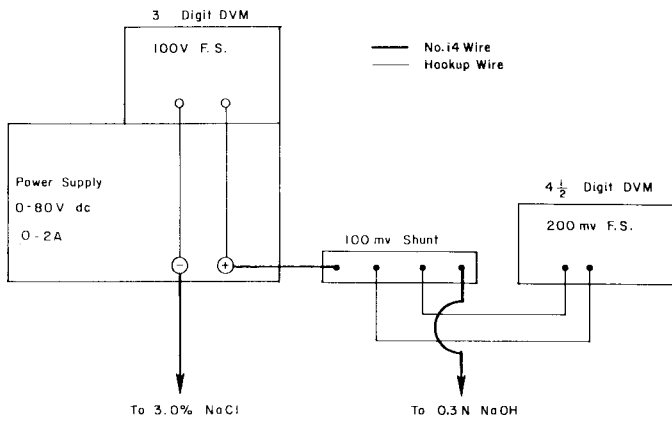 3 Digit DVM
100V F.S.
No.14 Wire
Hookup Wire
Power Supply
0-80V dc
0-2A
4 1/2 Digit DVM
200 mv F.S.
100 mv Shunt
−
+
To 3.0% NaCl
To 0.3N NaOH